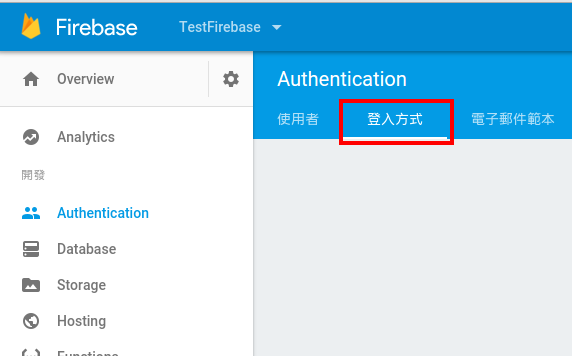 Firebase TestFirebase
Overview
Analytics
開發
Authentication
Database
Storage
Hosting
Functions
Authentication
使用者 登入方式 電子郵件範本